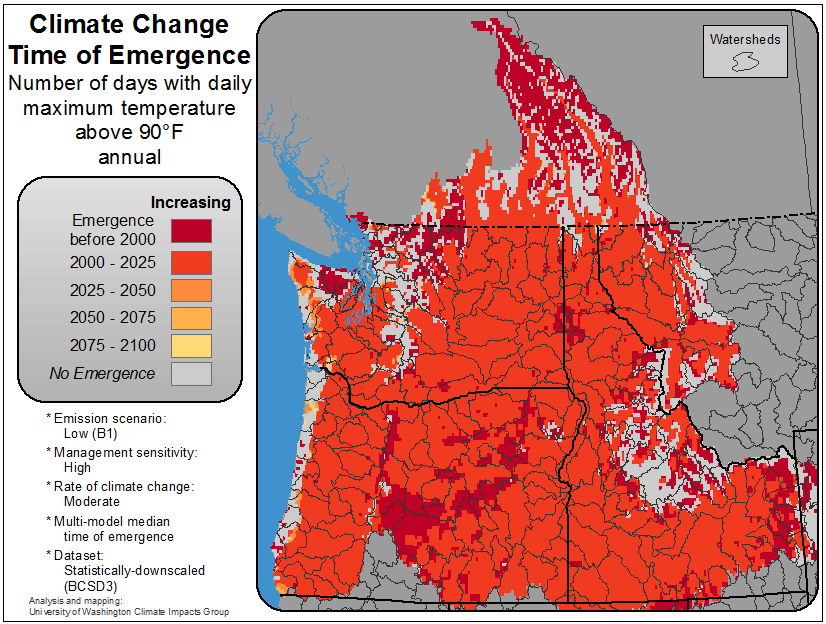 Climate Change
Time of Emergence
Number of days with daily
maximum temperature
above 90°F
annual
Watersheds
Increasing
Emergence
before 2000
2000 - 2025
2025 - 2050
2050 - 2075
2075 - 2100
No Emergence
* Emission scenario:
Low (B1)
* Management sensitivity:
High
* Rate of climate change:
Moderate
* Multi-model median
time of emergence
* Dataset:
Statistically-downscaled
(BCSD3)
Analysis and mapping:
University of Washington Climate Impacts Group